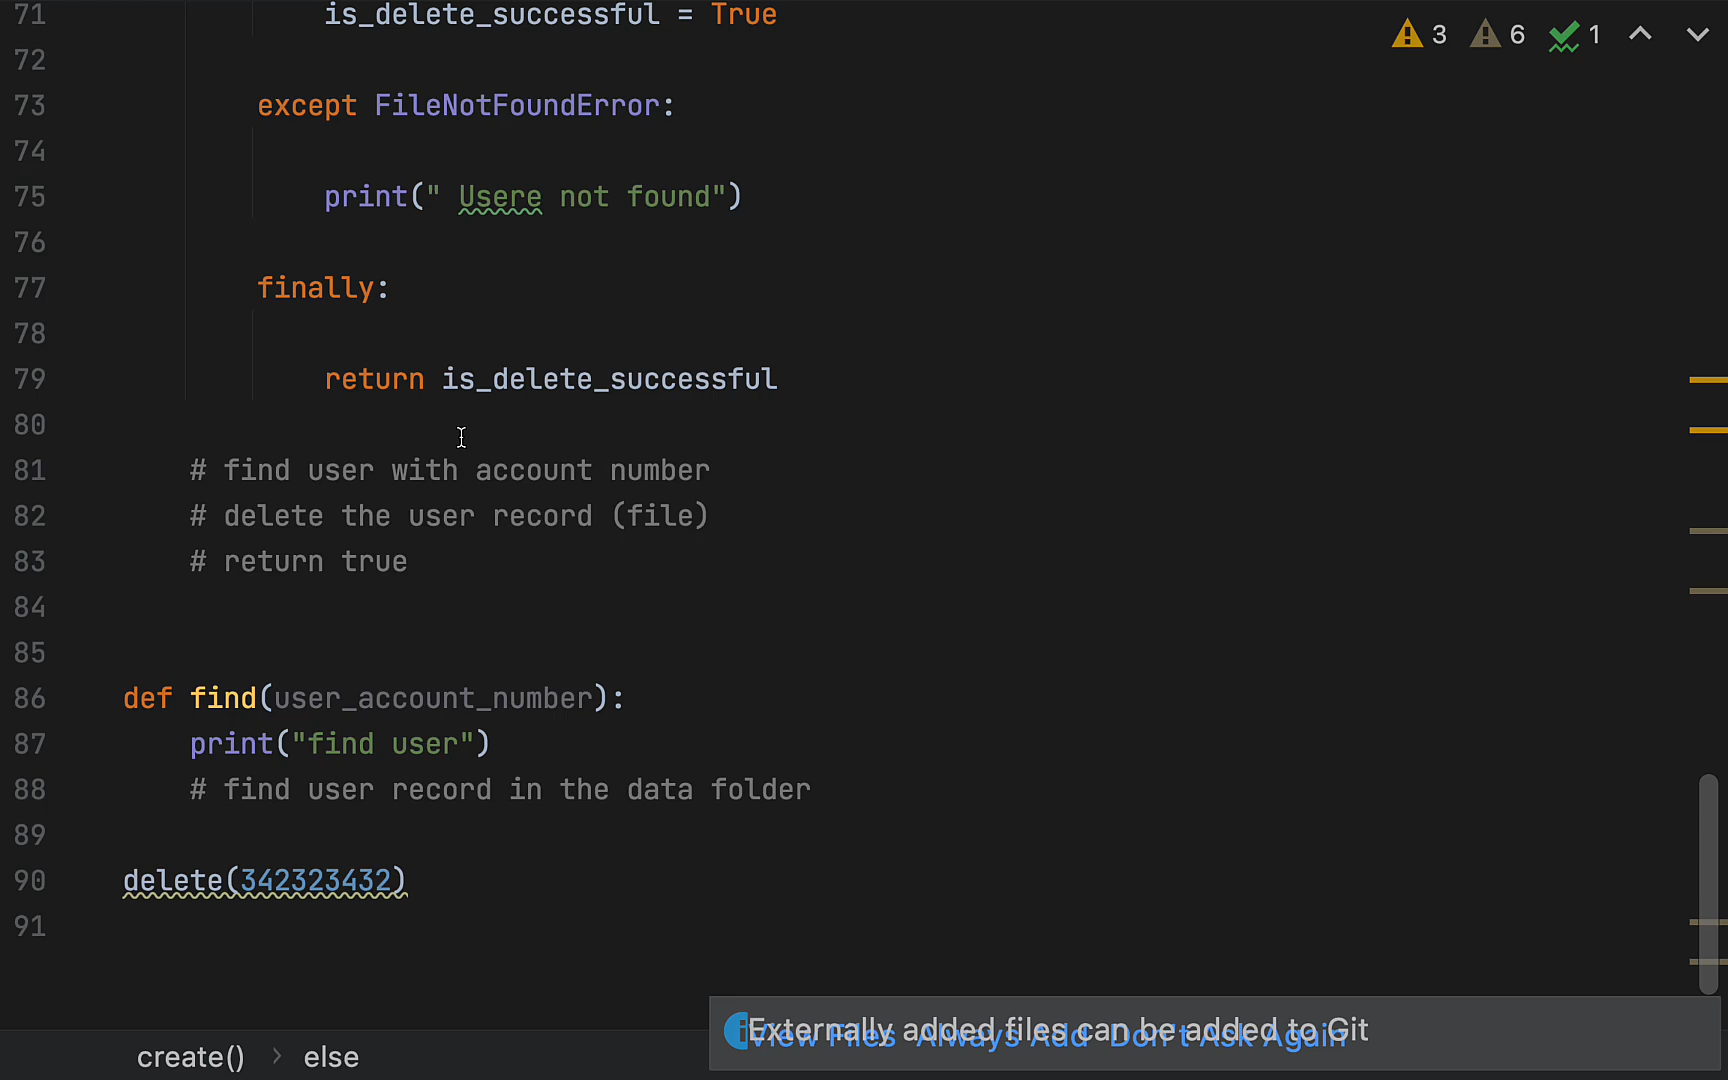 71 is_delete_successful = True
3 6 1
72
73 except FileNotFoundError:
74
75 print(" Usere not found")
76
77 finally:
78
79 return is_delete_successful
80
81 # find user with account number
82 # delete the user record (file)
83 # return true
84
85
86 def find(user_account_number):
87 print("find user")
88 # find user record in the data folder
89
90 delete(342323432)
91
Externally added files can be added to Git
View Files Always Add Don't Ask Again
create() > else